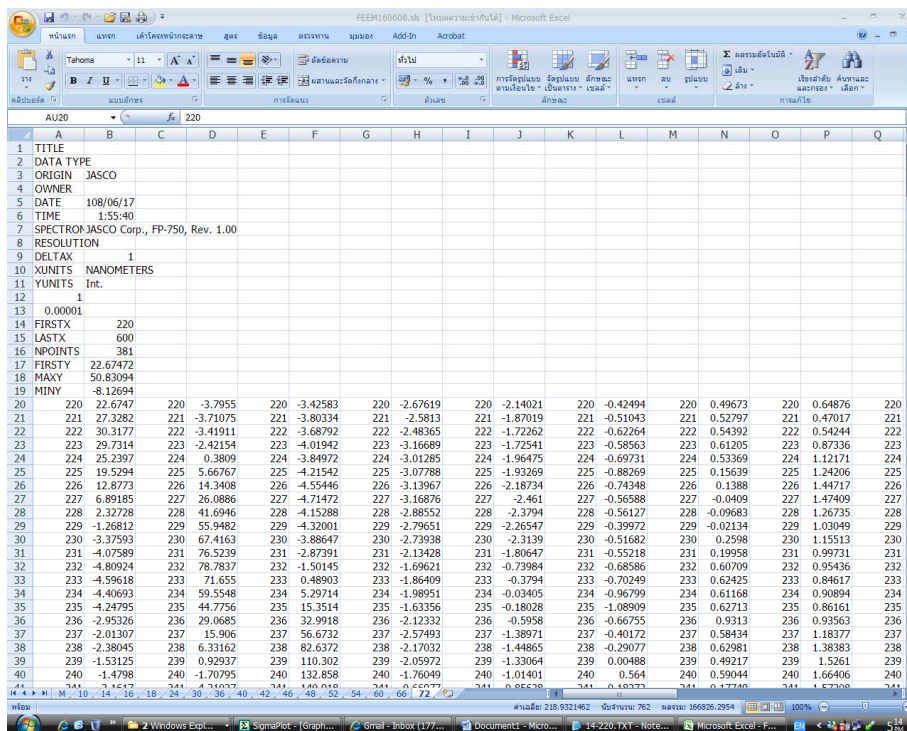 FEEM160608.xls [โหมดความเข้ากันได้] - Microsoft Excel
หน้าแรก แทรก เค้าโครงหน้ากระดาษ สูตร ข้อมูล ตรวจทาน มุมมอง Add-In Acrobat
วาง
Tahoma 11
ตัดข้อความ
ผสานและจัดกึ่งกลาง
ทั่วไป
การจัดรูปแบบตามเงื่อนไข จัดรูปแบบเป็นตาราง ลักษณะเซลล์
แทรก ลบ รูปแบบ
Σ ผลรวมอัตโนมัติ
เติม
ล้าง
เรียงลำดับและกรอง ค้นหาและเลือก
คลิปบอร์ด แบบอักษร การจัดแนว ตัวเลข ลักษณะ เซลล์ การแก้ไข
AU20 fx 220
A B C D E F G H I J K L M N O P Q
1 TITLE
2 DATA TYPE
3 ORIGIN JASCO
4 OWNER
5 DATE 108/06/17
6 TIME 1:55:40
7 SPECTRON JASCO Corp., FP-750, Rev. 1.00
8 RESOLUTION
9 DELTAX 1
10 XUNITS NANOMETERS
11 YUNITS Int.
12 1
13 0.00001
14 FIRSTX 220
15 LASTX 600
16 NPOINTS 381
17 FIRSTY 22.67472
18 MAXY 50.83094
19 MINY -8.12694
20 220 22.6747 220 -3.7955 220 -3.42583 220 -2.67619 220 -2.14021 220 -0.42494 220 0.49673 220 0.64876 220
21 221 27.3282 221 -3.71075 221 -3.80334 221 -2.5813 221 -1.87019 221 -0.51043 221 0.52797 221 0.47017 221
22 222 30.3177 222 -3.41911 222 -3.68792 222 -2.48365 222 -1.72262 222 -0.62264 222 0.54392 222 0.54244 222
23 223 29.7314 223 -2.42154 223 -4.01942 223 -3.16689 223 -1.72541 223 -0.58563 223 0.61205 223 0.87336 223
24 224 25.2397 224 0.3809 224 -3.84972 224 -3.01285 224 -1.96475 224 -0.69731 224 0.53369 224 1.12171 224
25 225 19.5294 225 5.66767 225 -4.21542 225 -3.07788 225 -1.93269 225 -0.88269 225 0.15639 225 1.24206 225
26 226 12.8773 226 14.3408 226 -4.55446 226 -3.13967 226 -2.18734 226 -0.74348 226 0.1388 226 1.44717 226
27 227 6.89185 227 26.0886 227 -4.71472 227 -3.16876 227 -2.461 227 -0.56588 227 -0.0409 227 1.47409 227
28 228 2.32728 228 41.6946 228 -4.15288 228 -2.88552 228 -2.3794 228 -0.56127 228 -0.09683 228 1.26735 228
29 229 -1.26812 229 55.9482 229 -4.32001 229 -2.79651 229 -2.26547 229 -0.39972 229 -0.02134 229 1.03049 229
30 230 -3.37593 230 67.4163 230 -3.88647 230 -2.73938 230 -2.3139 230 -0.51682 230 0.2598 230 1.15513 230
31 231 -4.07589 231 76.5239 231 -2.87391 231 -2.13428 231 -1.80647 231 -0.55218 231 0.19958 231 0.99731 231
32 232 -4.80924 232 78.7837 232 -1.50145 232 -1.69621 232 -0.73984 232 -0.68586 232 0.60709 232 0.95436 232
33 233 -4.59618 233 71.655 233 0.48903 233 -1.86409 233 -0.3794 233 -0.70249 233 0.62425 233 0.84617 233
34 234 -4.40693 234 59.5548 234 5.29714 234 -1.98951 234 -0.03405 234 -0.96799 234 0.61168 234 0.90894 234
35 235 -4.24795 235 44.7756 235 15.3514 235 -1.63356 235 -0.18028 235 -1.08909 235 0.62713 235 0.86161 235
36 236 -2.95326 236 29.0685 236 32.9918 236 -2.12332 236 -0.5958 236 -0.66755 236 0.9313 236 0.93563 236
37 237 -2.01307 237 15.906 237 56.6732 237 -2.57493 237 -1.38971 237 -0.40172 237 0.58434 237 1.18377 237
38 238 -2.38045 238 6.33162 238 82.6372 238 -2.17032 238 -1.44865 238 -0.29077 238 0.62981 238 1.38383 238
39 239 -1.53125 239 0.92937 239 110.302 239 -2.05972 239 -1.33064 239 0.00488 239 0.49217 239 1.5261 239
40 240 -1.4798 240 -1.70795 240 132.858 240 -1.76049 240 -1.01401 240 0.564 240 0.59044 240 1.66406 240
M 10 14 16 18 24 30 36 40 42 46 48 52 54 60 66 72
พร้อม ค่าเฉลี่ย: 218.9321462 นับจำนวน: 762 ผลรวม: 166826.2954 100%
2 Windows Expl... SigmaPlot - [Graph... Gmail - Inbox (177... Document1 - Micro... 14-220.TXT - Note... Microsoft Excel - F... EN 5:14 PM